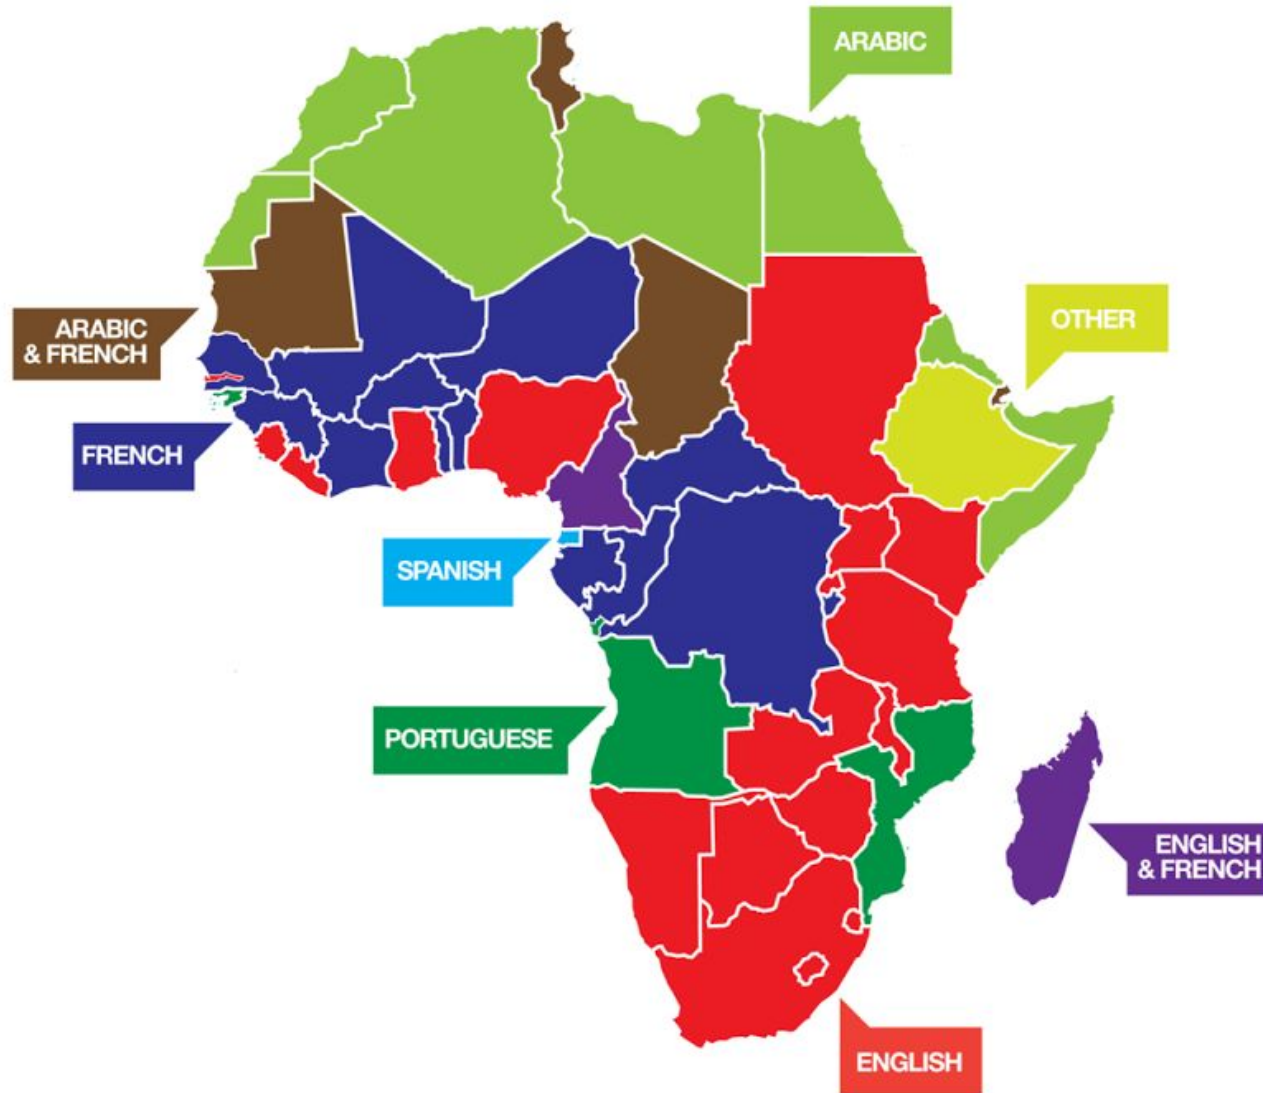 ARABIC
OTHER
ARABIC
& FRENCH
FRENCH
SPANISH
PORTUGUESE
ENGLISH
& FRENCH
ENGLISH